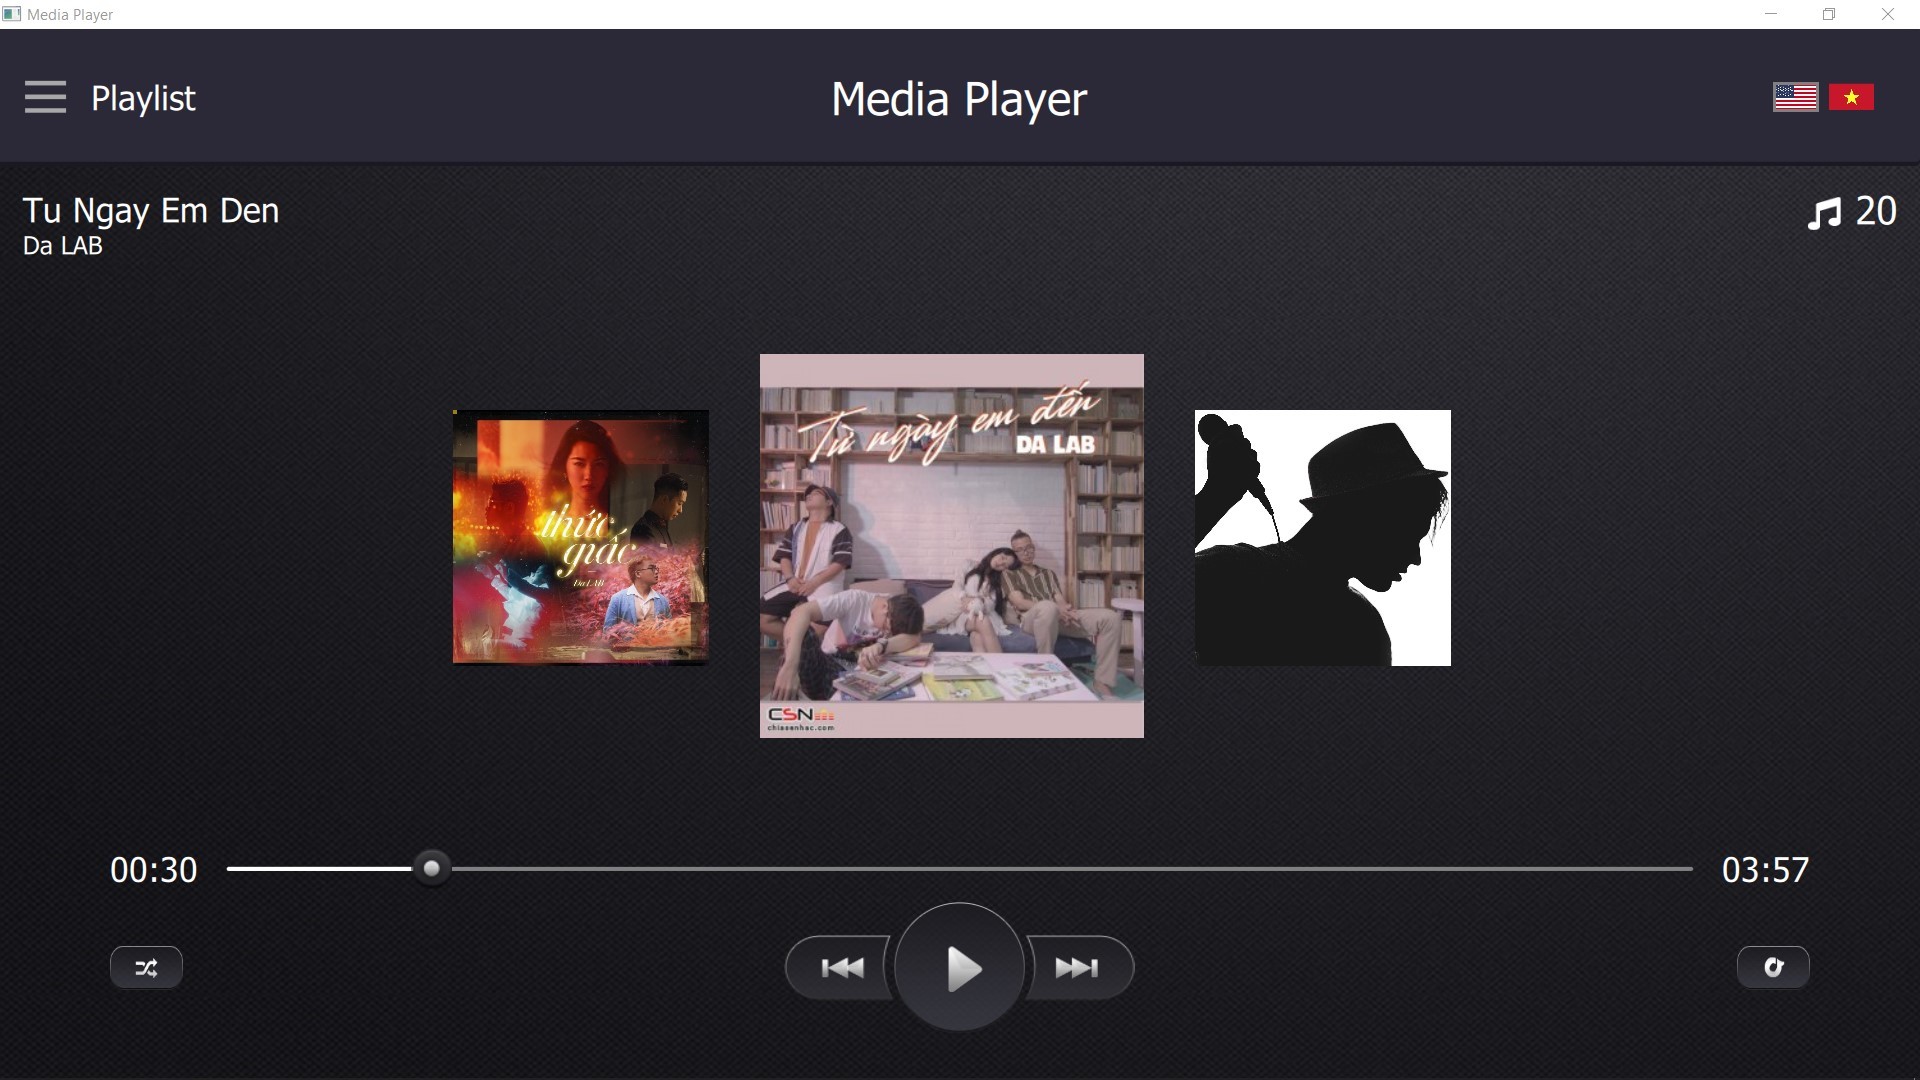 Media Player
Playlist
Media Player
Tu Ngay Em Den
Da LAB
20
thức
giấc
Da LAB
Từ ngày em đến
DA LAB
CSN
chiasenhac.com
00:30
03:57